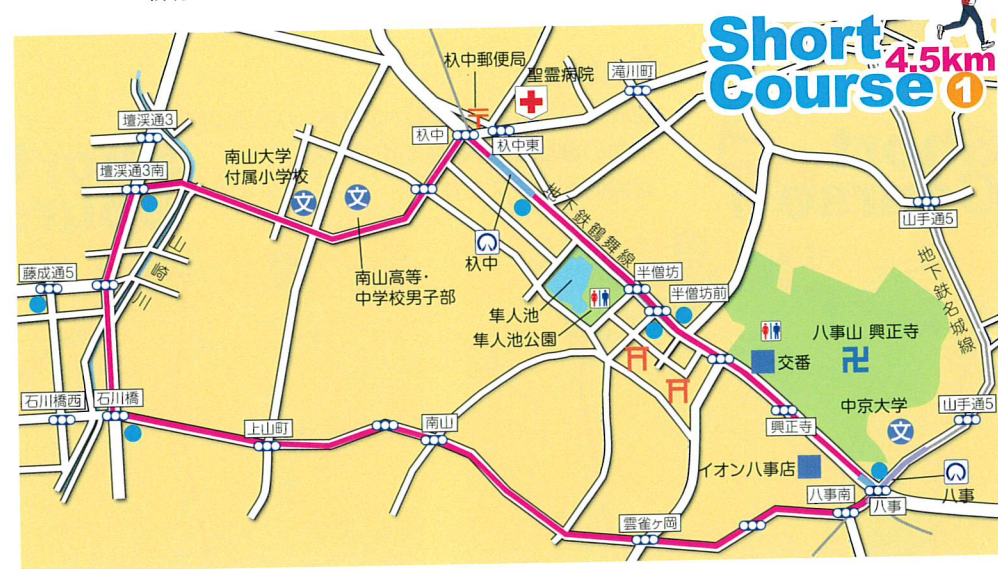 Short
Course ①
4.5km
杁中郵便局
聖霊病院
滝川町
壇渓通3
杁中
杁中東
南山大学
付属小学校
壇渓通3南
文
文
地下鉄鶴舞線
山手通5
杁中
南山高等・
中学校男子部
山崎川
藤成通5
半僧坊
半僧坊前
地下鉄名城線
隼人池
隼人池公園
交番
八事山 興正寺
卍
石川橋西
石川橋
上山町
南山
興正寺
中京大学
文
山手通5
イオン八事店
八事南
八事
八事
雲雀ヶ岡